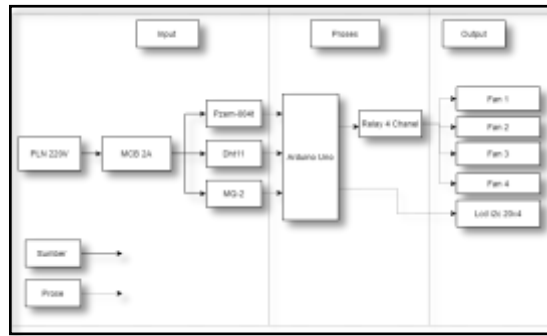 Input
Proses
Output
PLN 220V
MCB 2A
Pzem-004t
Dht11
MQ-2
Arduino Uno
Relay 4 Chanel
Fan 1
Fan 2
Fan 3
Fan 4
Lcd i2c 20x4
Sumber
Prose